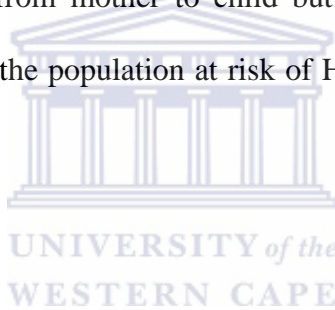 from mother to child but
the population at risk of H
UNIVERSITY of the
WESTERN CAPE